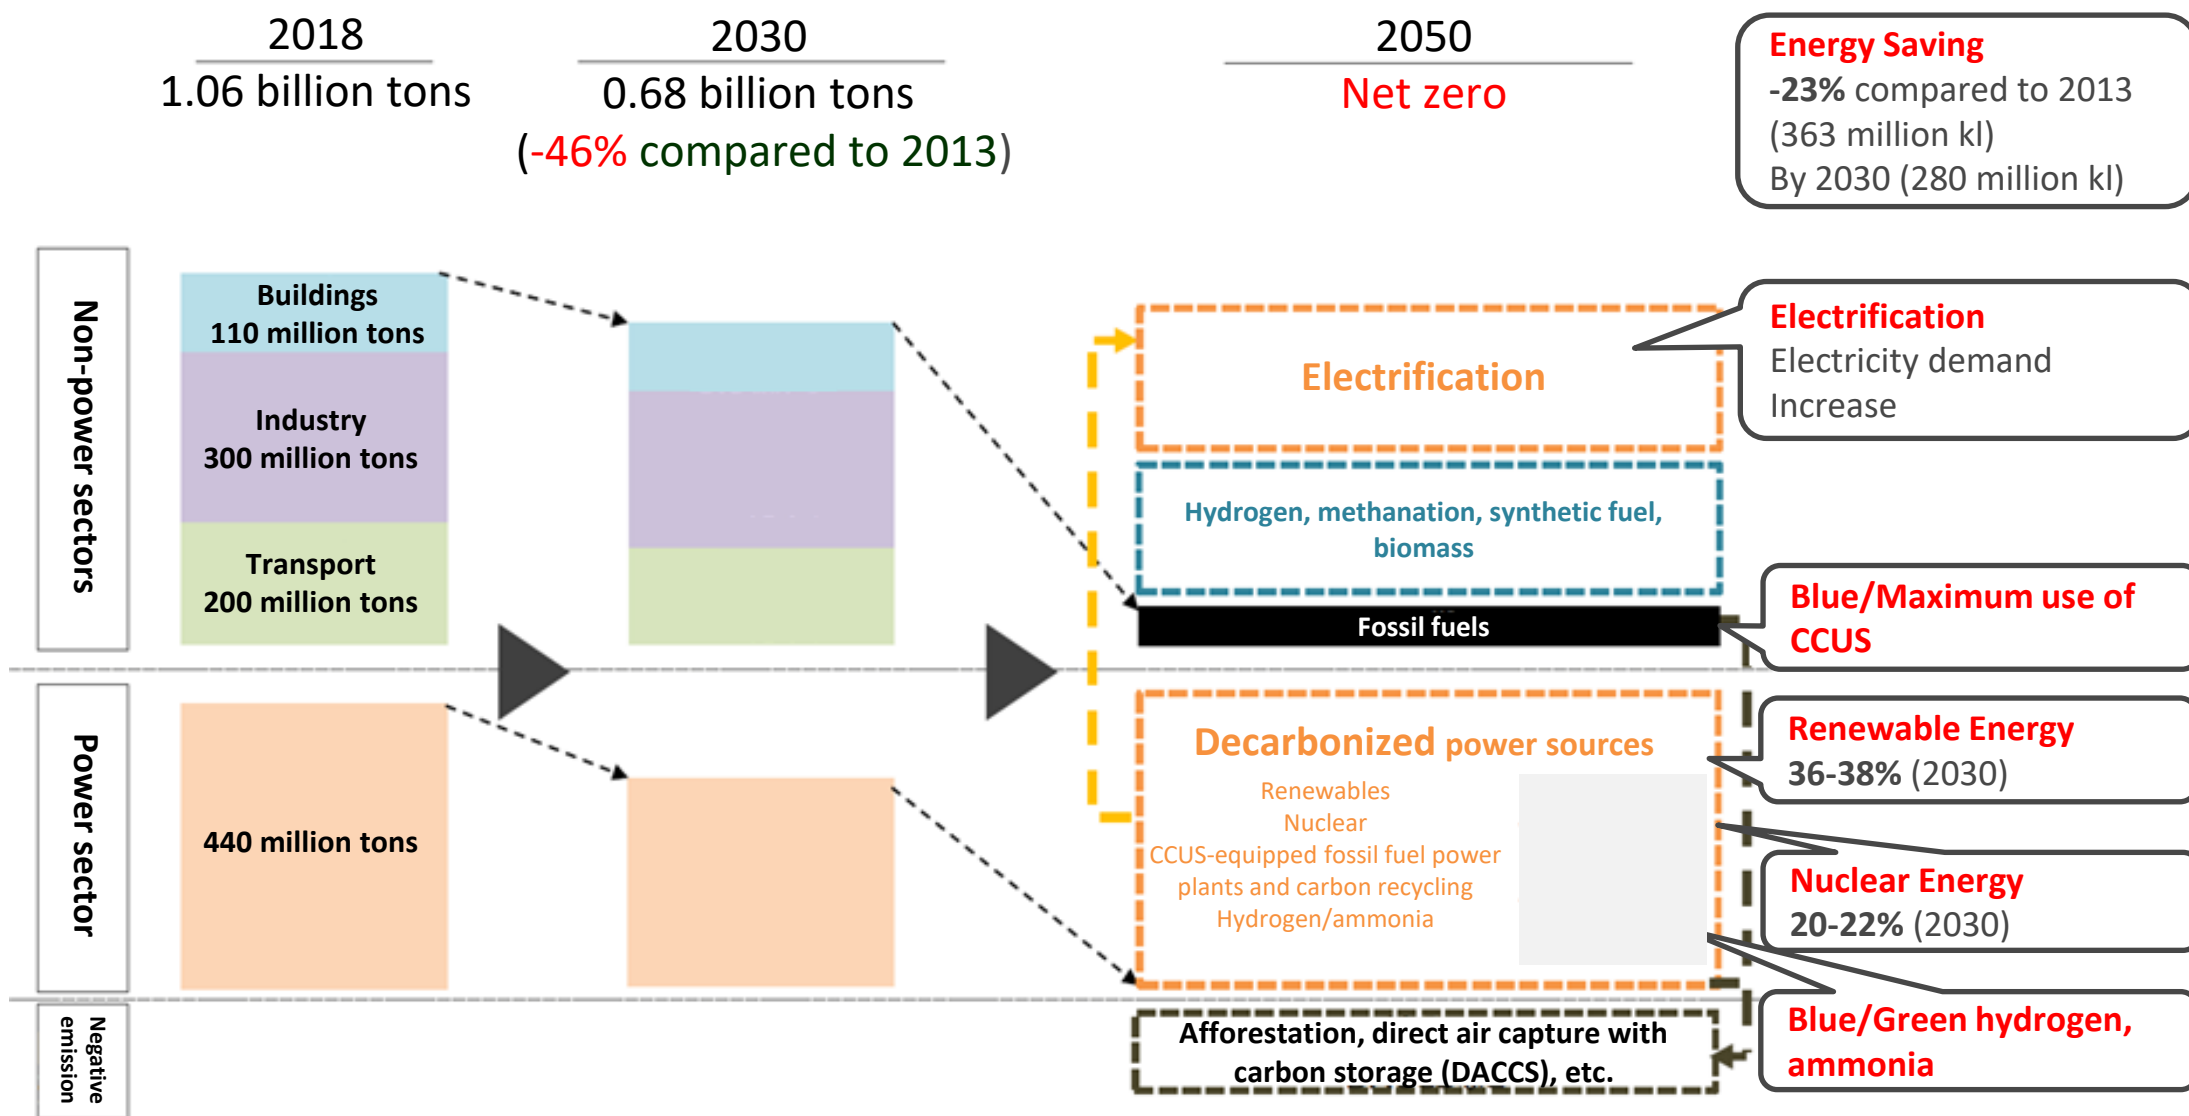 2018
1.06 billion tons
2030
0.68 billion tons
(-46% compared to 2013)
2050
Net zero
Energy Saving
-23% compared to 2013
(363 million kl)
By 2030 (280 million kl)
Non-power sectors
Buildings
110 million tons
Industry
300 million tons
Transport
200 million tons
Electrification
Hydrogen, methanation, synthetic fuel,
biomass
Fossil fuels
Electrification
Electricity demand
Increase
Blue/Maximum use of
CCUS
Power sector
440 million tons
Decarbonized power sources
Renewables
Nuclear
CCUS-equipped fossil fuel power
plants and carbon recycling
Hydrogen/ammonia
Renewable Energy
36-38% (2030)
Nuclear Energy
20-22% (2030)
Blue/Green hydrogen,
ammonia
Negative
emission
Afforestation, direct air capture with
carbon storage (DACCS), etc.